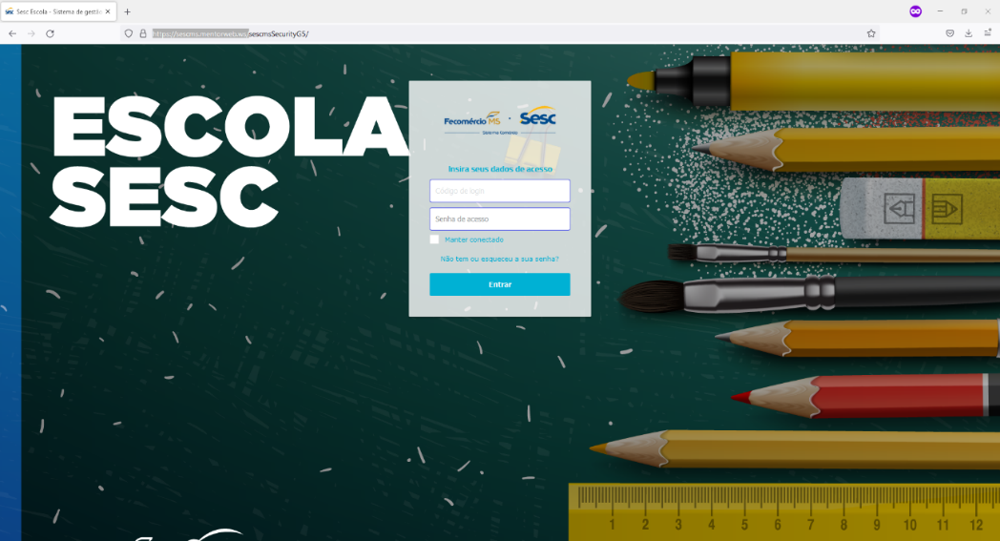 Sesc Escola - Sistema de gestão
https://sescms.mentorweb.ws/sescmsSecurityG5/
ESCOLA
SESC
Fecomércio MS - Sesc
Sistema Comércio
Insira seus dados de acesso
Código de login
Senha de acesso
Manter conectado
Não tem ou esqueceu a sua senha?
Entrar
1 2 3 4 5 6 7 8 9 10 11 12